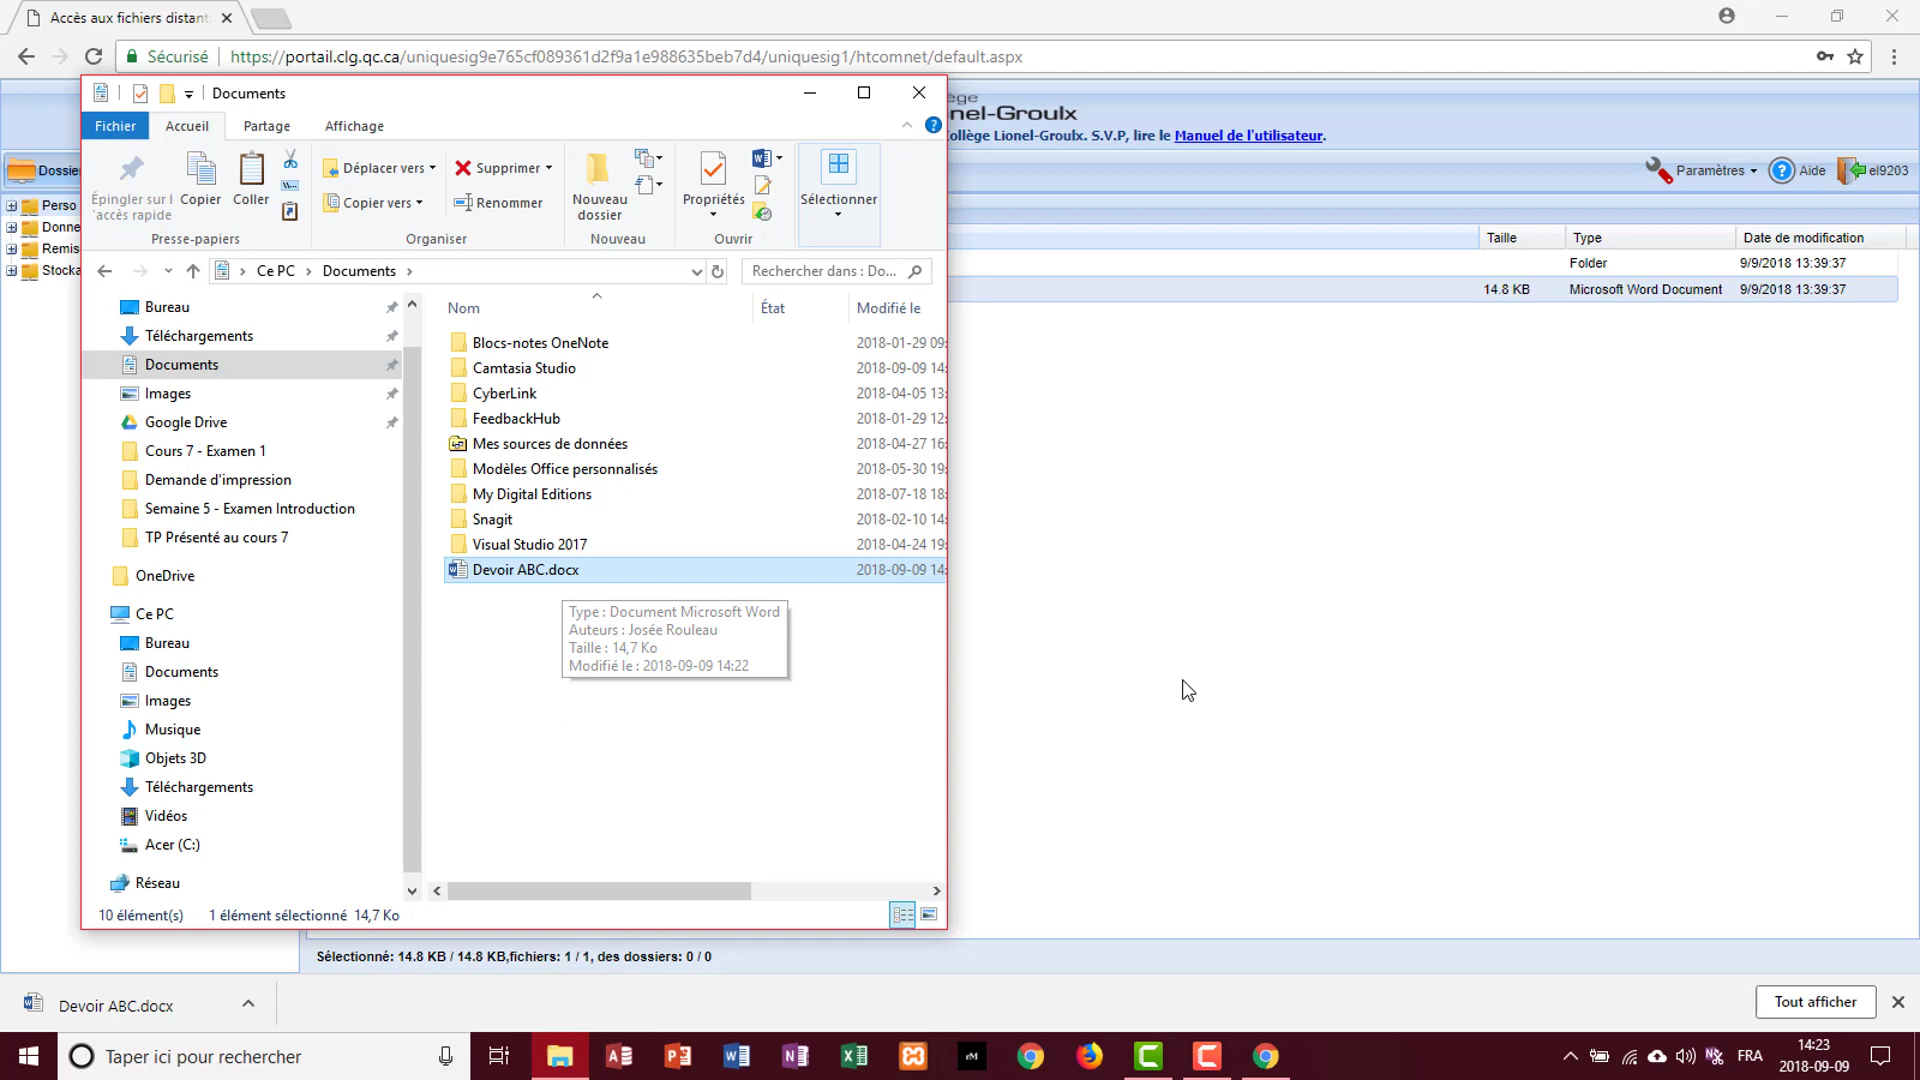 Accès aux fichiers distant
Sécurisé
https://portail.clg.qc.ca/uniquesig9e765cf089361d2f9a1e988635beb7d4/uniquesig1/htcomnet/default.aspx
Documents
Fichier
Accueil
Partage
Affichage
Épingler sur l
'accès rapide
Copier
Coller
Presse-papiers
Déplacer vers
Copier vers
Supprimer
Renommer
Organiser
Nouveau
dossier
Nouveau
Propriétés
Ouvrir
Sélectionner
Ce PC
Documents
Rechercher dans : Do...
Bureau
Téléchargements
Documents
Images
Google Drive
Cours 7 - Examen 1
Demande d'impression
Semaine 5 - Examen Introduction
TP Présenté au cours 7
OneDrive
Ce PC
Bureau
Documents
Images
Musique
Objets 3D
Téléchargements
Vidéos
Acer (C:)
Réseau
Nom État Modifié le
Blocs-notes OneNote 2018-01-29 09:
Camtasia Studio 2018-09-09 14:
CyberLink 2018-04-05 13:
FeedbackHub 2018-01-29 12:
Mes sources de données 2018-04-27 16:
Modèles Office personnalisés 2018-05-30 19:
My Digital Editions 2018-07-18 18:
Snagit 2018-02-10 14:
Visual Studio 2017 2018-04-24 19:
Devoir ABC.docx 2018-09-09 14:
Type : Document Microsoft Word
Auteurs : Josée Rouleau
Taille : 14,7 Ko
Modifié le : 2018-09-09 14:22
10 élément(s) 1 élément sélectionné 14,7 Ko
ège
nel-Groulx
ollège Lionel-Groulx. S.V.P, lire le Manuel de l'utilisateur.
Dossie
Paramètres
Aide
el9203
Perso
Donne
Remis
Stocka
Taille Type Date de modification
Folder 9/9/2018 13:39:37
14.8 KB Microsoft Word Document 9/9/2018 13:39:37
Sélectionné: 14.8 KB / 14.8 KB,fichiers: 1 / 1, des dossiers: 0 / 0
Devoir ABC.docx
Tout afficher
Taper ici pour rechercher
rM
FRA
14:23
2018-09-09